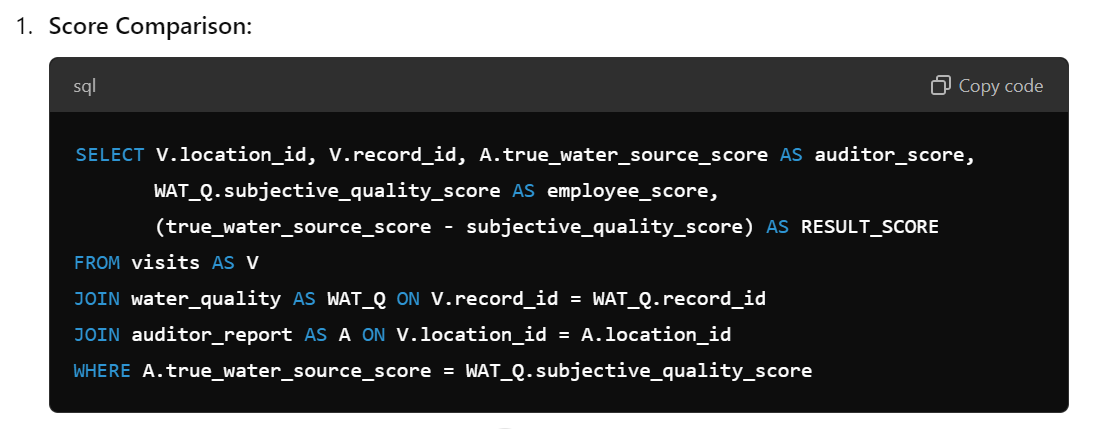 1. Score Comparison:
sql
Copy code
SELECT V.location_id, V.record_id, A.true_water_source_score AS auditor_score,
WAT_Q.subjective_quality_score AS employee_score,
(true_water_source_score - subjective_quality_score) AS RESULT_SCORE
FROM visits AS V
JOIN water_quality AS WAT_Q ON V.record_id = WAT_Q.record_id
JOIN auditor_report AS A ON V.location_id = A.location_id
WHERE A.true_water_source_score = WAT_Q.subjective_quality_score